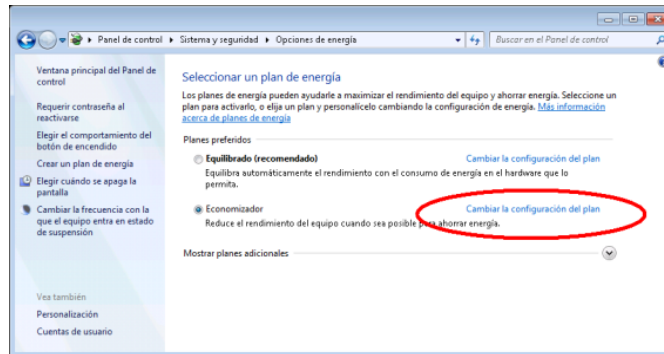 Panel de control ▸ Sistema y seguridad ▸ Opciones de energía
Buscar en el Panel de control
Ventana principal del Panel de
control
Requerir contraseña al
reactivarse
Elegir el comportamiento del
botón de encendido
Crear un plan de energía
Elegir cuándo se apaga la
pantalla
Cambiar la frecuencia con la
que el equipo entra en estado
de suspensión
Vea también
Personalización
Cuentas de usuario
Seleccionar un plan de energía
Los planes de energía pueden ayudarle a maximizar el rendimiento del equipo y ahorrar energía. Seleccione un
plan para activarlo, o elija un plan y personalícelo cambiando la configuración de energía. Más información
acerca de planes de energía
Planes preferidos
Equilibrado (recomendado) Cambiar la configuración del plan
Equilibra automáticamente el rendimiento con el consumo de energía en el hardware que lo
permita.
Economizador Cambiar la configuración del plan
Reduce el rendimiento del equipo cuando sea posible para ahorrar energía.
Mostrar planes adicionales